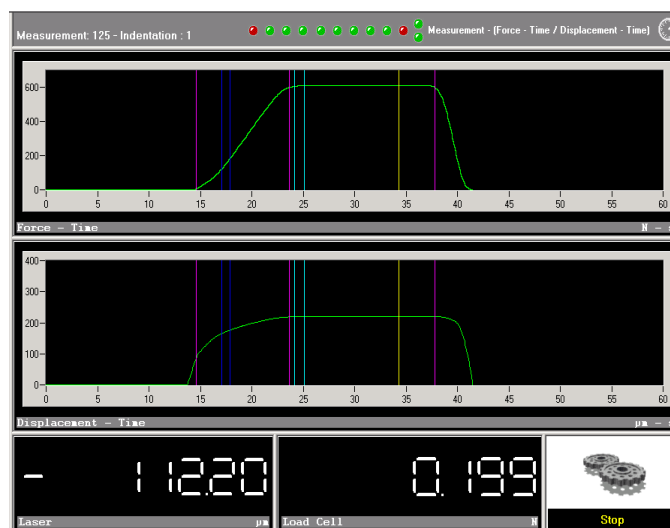 Measurement: 125 - Indentation : 1
Measurement - (Force - Time / Displacement - Time)
600
400
200
0
0 5 10 15 20 25 30 35 40 45 50 55 60
Force - Time N - s
400
300
200
100
0
0 5 10 15 20 25 30 35 40 45 50 55 60
Displacement - Time µm - s
- 112.20
Laser µm
0.199
Load Cell N
Stop